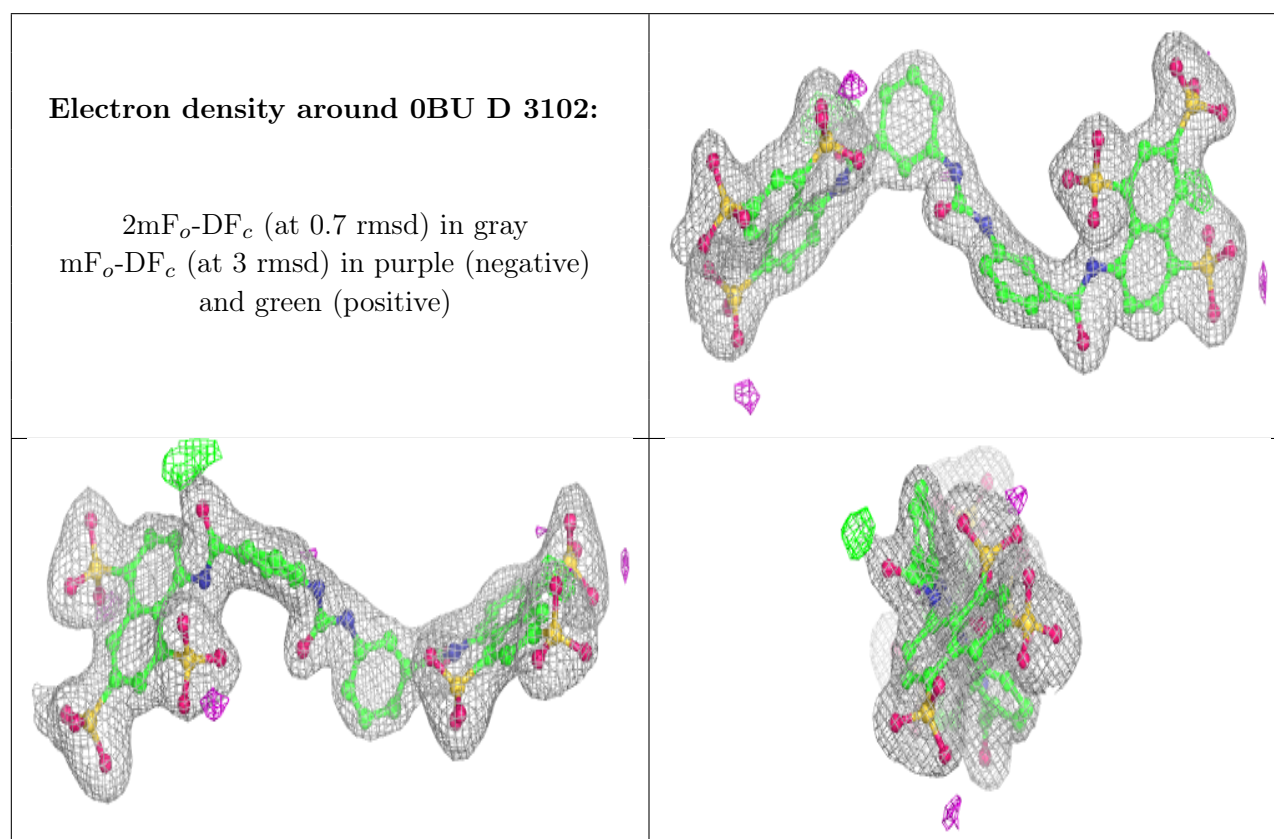 Electron density around 0BU D 3102:
2mFo-DFc (at 0.7 rmsd) in gray
mFo-DFc (at 3 rmsd) in purple (negative)
and green (positive)